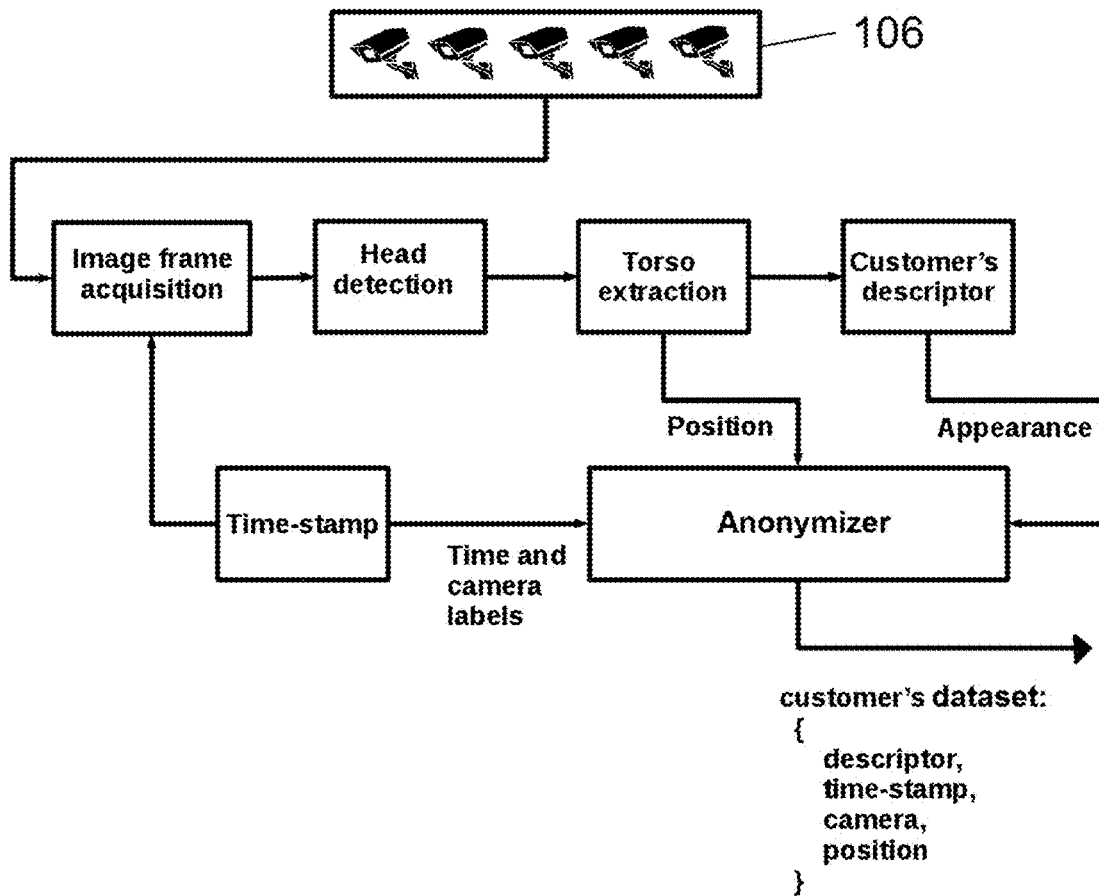 106
Image frame
acquisition
Head
detection
Torso
extraction
Customer's
descriptor
Position
Appearance
Time-stamp
Time and
camera
labels
Anonymizer
customer's dataset:
{
descriptor,
time-stamp,
camera,
position
}